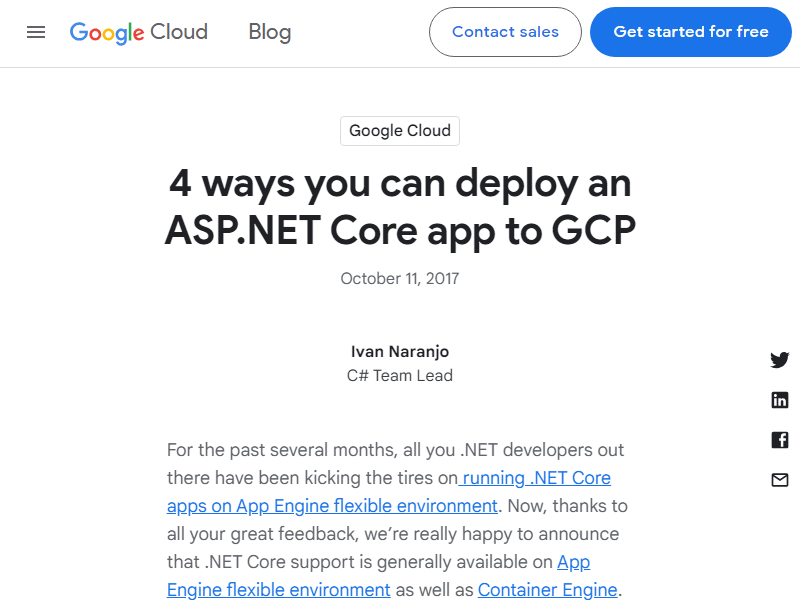 Google Cloud Blog Contact sales Get started for free
Google Cloud
4 ways you can deploy an
ASP.NET Core app to GCP
October 11, 2017
Ivan Naranjo
C# Team Lead
For the past several months, all you .NET developers out
there have been kicking the tires on running .NET Core
apps on App Engine flexible environment. Now, thanks to
all your great feedback, we’re really happy to announce
that .NET Core support is generally available on App
Engine flexible environment as well as Container Engine.